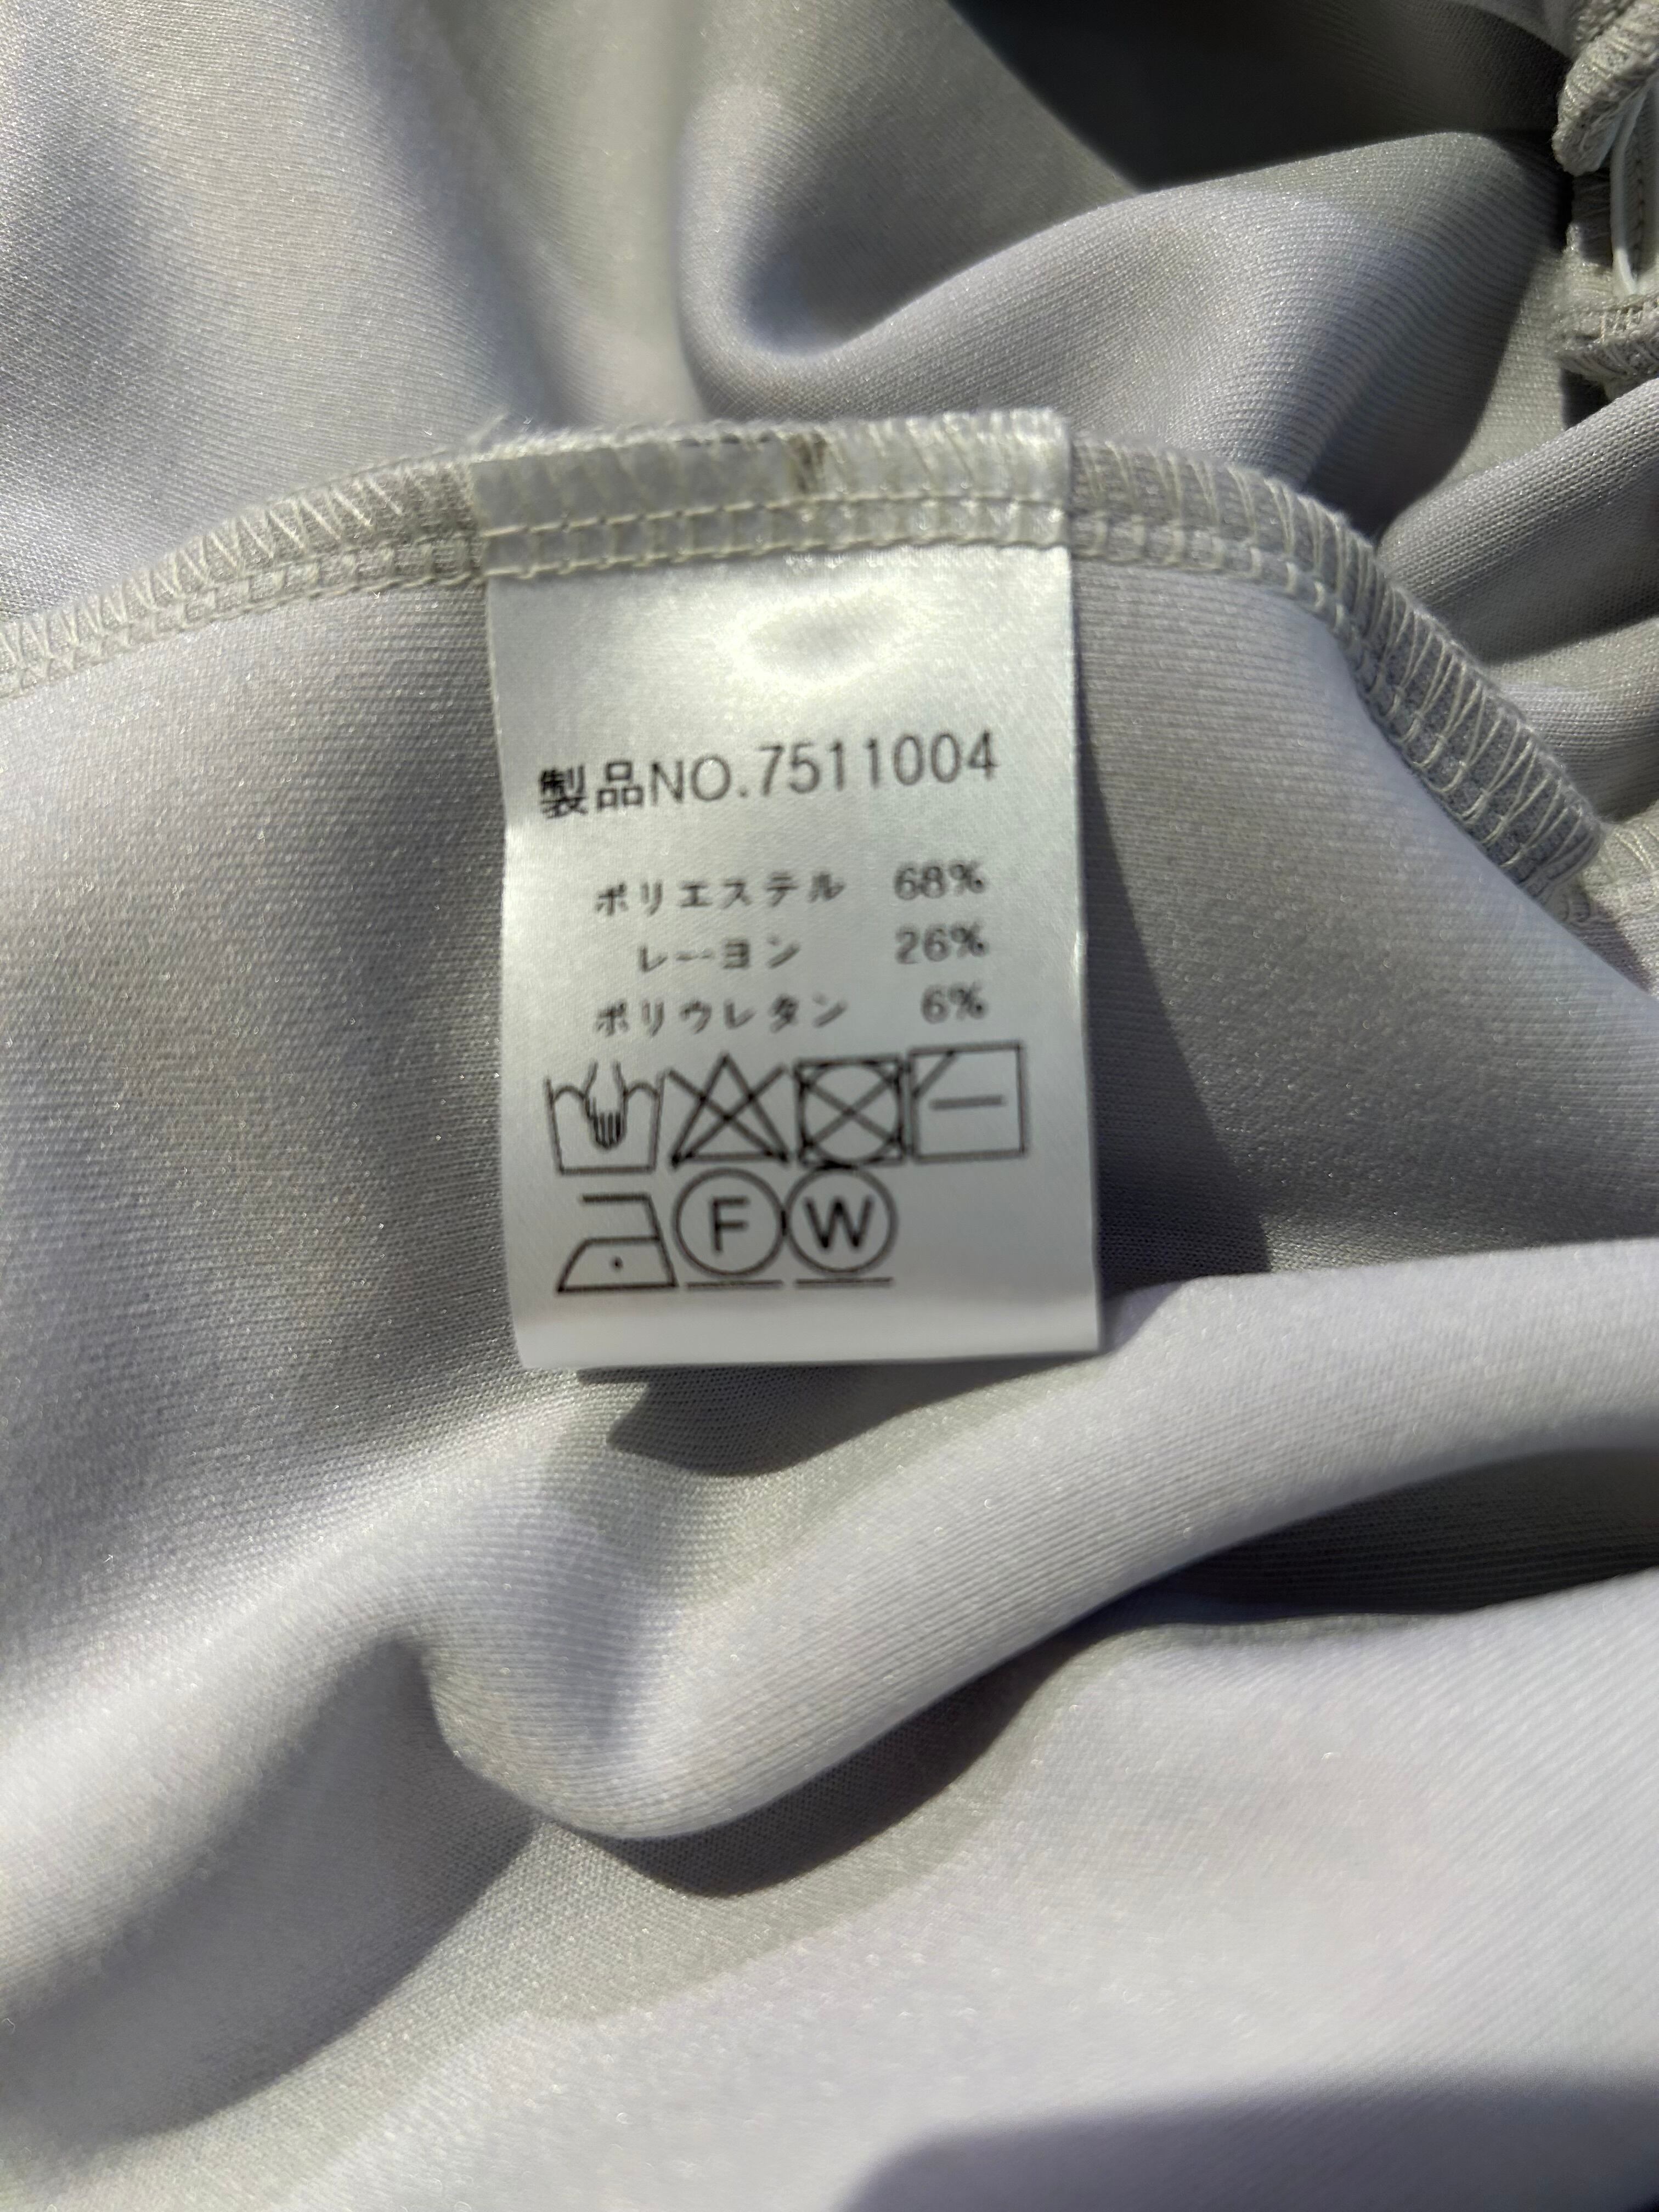 製品NO.7511004
ポリエステル 68%
レーヨン 26%
ポリウレタン 6%
F W